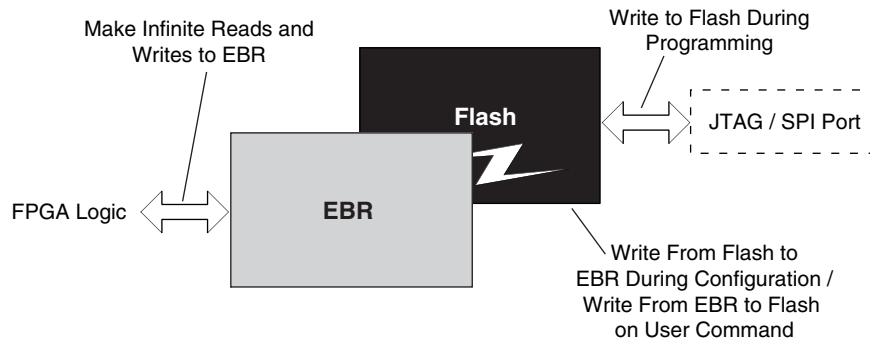 Make Infinite Reads and
Writes to EBR
Write to Flash During
Programming
Flash
JTAG / SPI Port
FPGA Logic
EBR
Write From Flash to
EBR During Configuration /
Write From EBR to Flash
on User Command